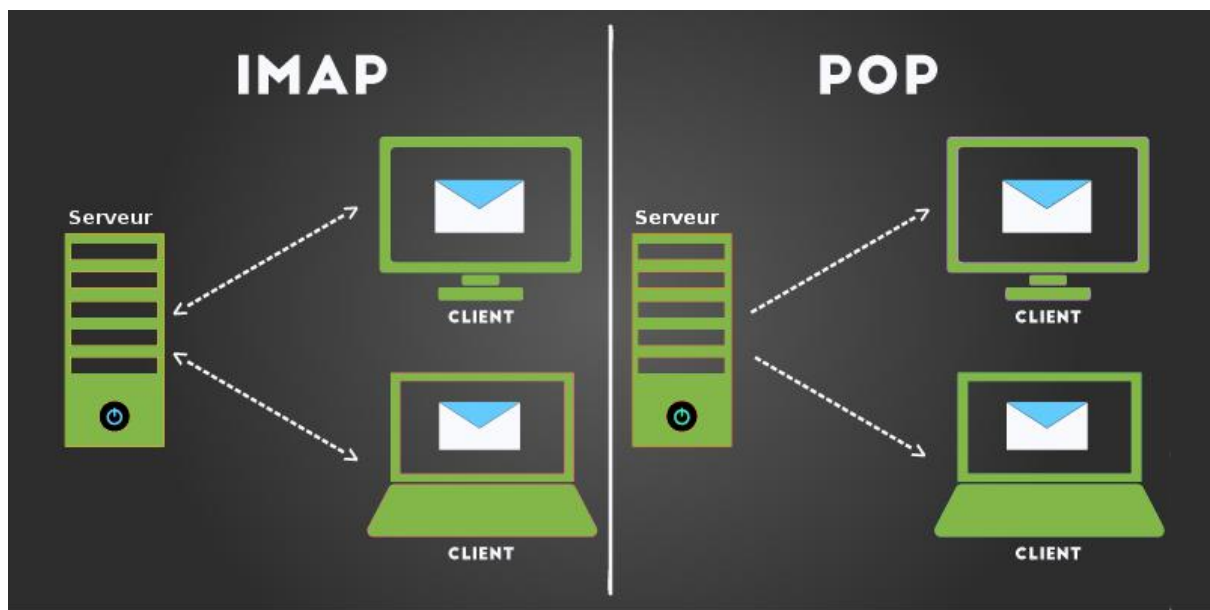 IMAP
Serveur
CLIENT
CLIENT
POP
Serveur
CLIENT
CLIENT